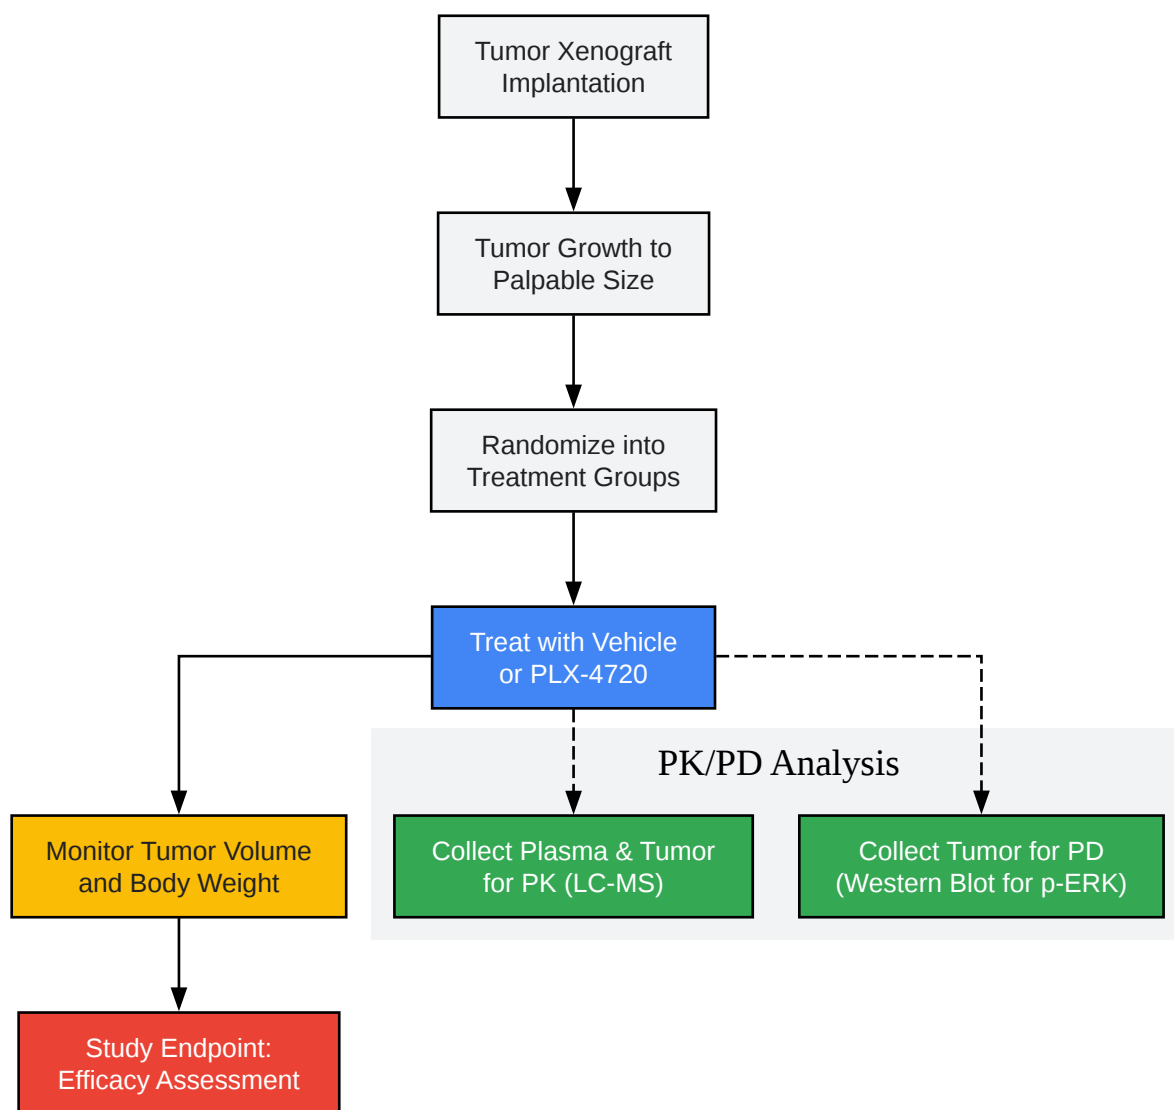 Tumor Xenograft
Implantation
Tumor Growth to
Palpable Size
Randomize into
Treatment Groups
Treat with Vehicle
or PLX-4720
PK/PD Analysis
Monitor Tumor Volume
and Body Weight
Collect Plasma & Tumor
for PK (LC-MS)
Collect Tumor for PD
(Western Blot for p-ERK)
Study Endpoint:
Efficacy Assessment